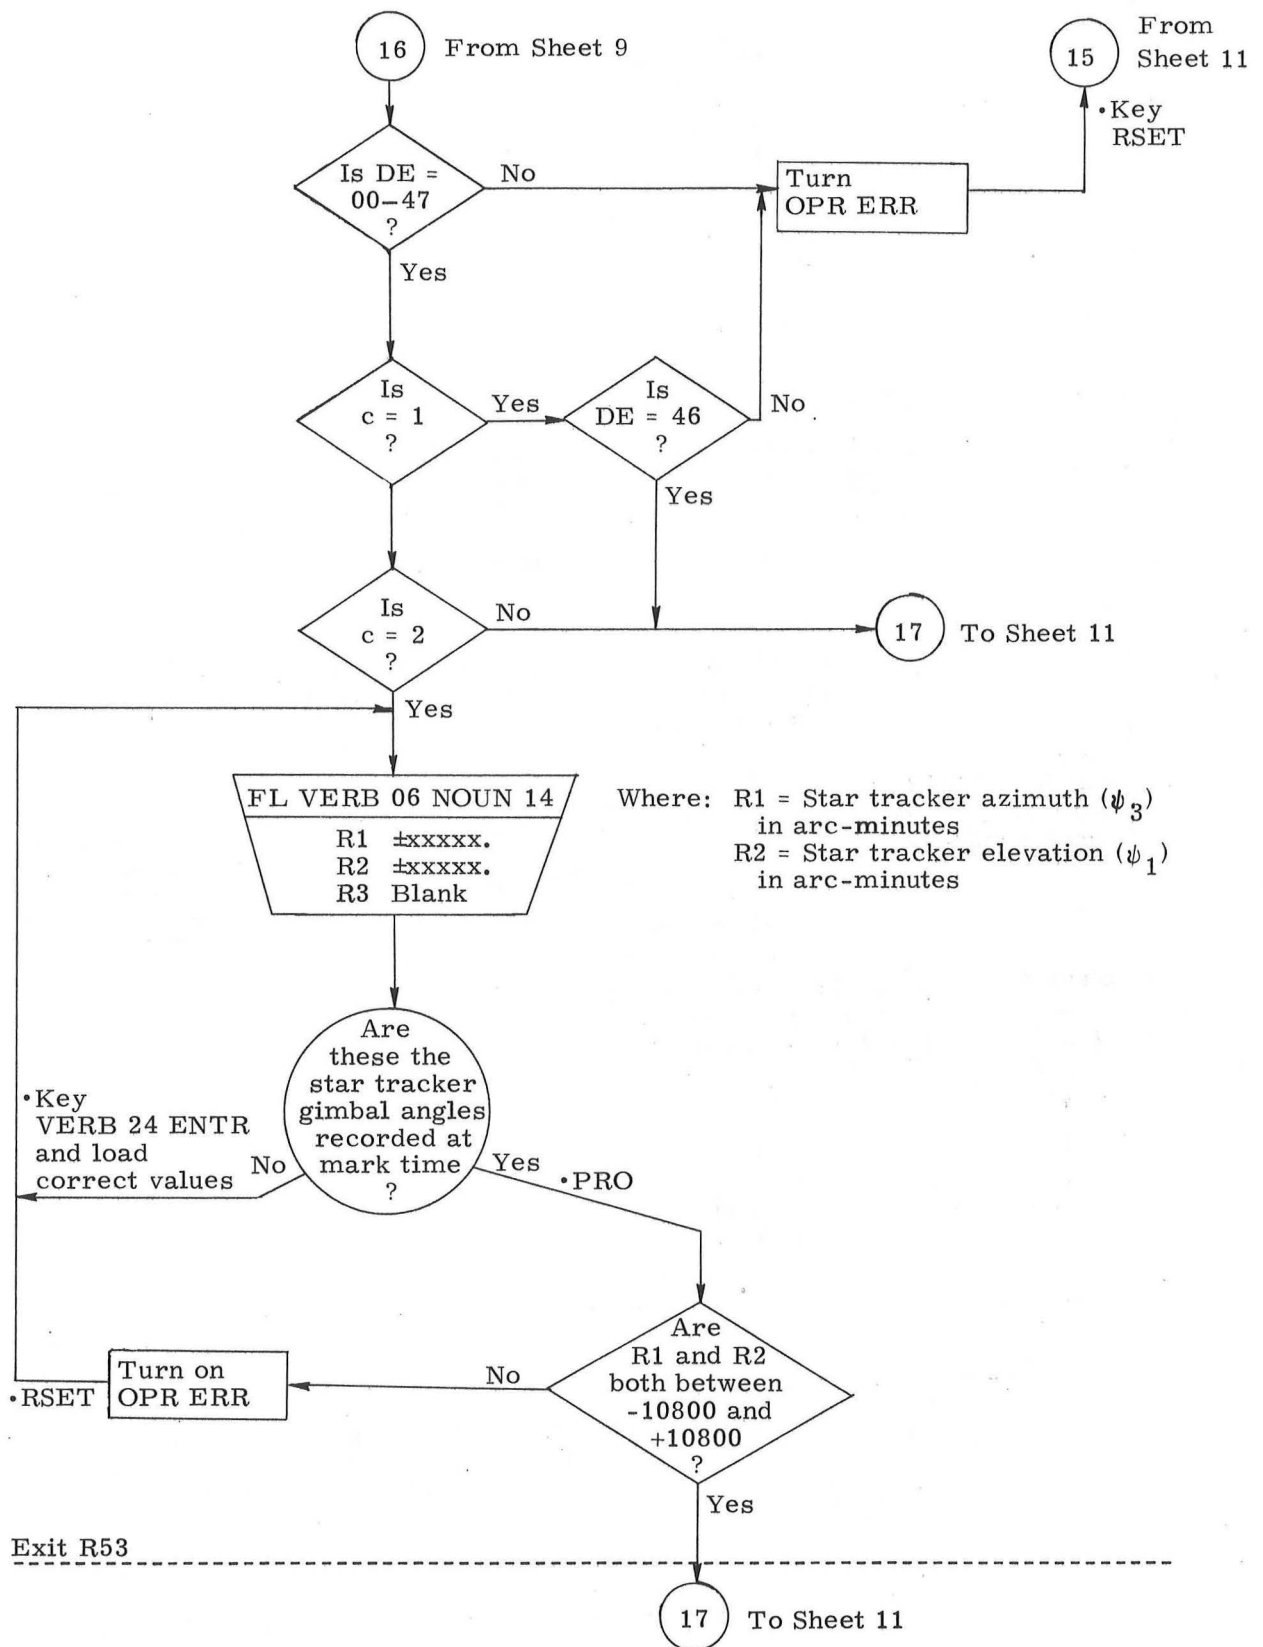 16 From Sheet 9
From
15 Sheet 11
•Key
RSET
Is DE =
00–47
?
No
Turn
OPR ERR
Yes
Is
c = 1
?
Yes
Is
DE = 46
?
No
Yes
Is
c = 2
?
No
17 To Sheet 11
Yes
FL VERB 06 NOUN 14
R1 ±xxxxx.
R2 ±xxxxx.
R3 Blank
Where: R1 = Star tracker azimuth (ψ3)
in arc-minutes
R2 = Star tracker elevation (ψ1)
in arc-minutes
Are
these the
star tracker
gimbal angles
recorded at
mark time
?
•Key
VERB 24 ENTR
and load
correct values
No
Yes
•PRO
Are
R1 and R2
both between
-10800 and
+10800
?
No
Turn on
OPR ERR
•RSET
Yes
Exit R53
17 To Sheet 11